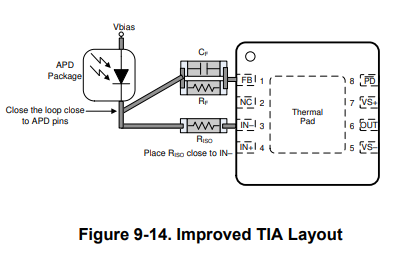 Vbias
APD
Package
Close the loop close
to APD pins
CF
RF
RISO
Place RISO close to IN–
FB 1
NC 2
IN– 3
IN+ 4
Thermal
Pad
8 PD
7 VS+
6 OUT
5 VS–
Figure 9-14. Improved TIA Layout